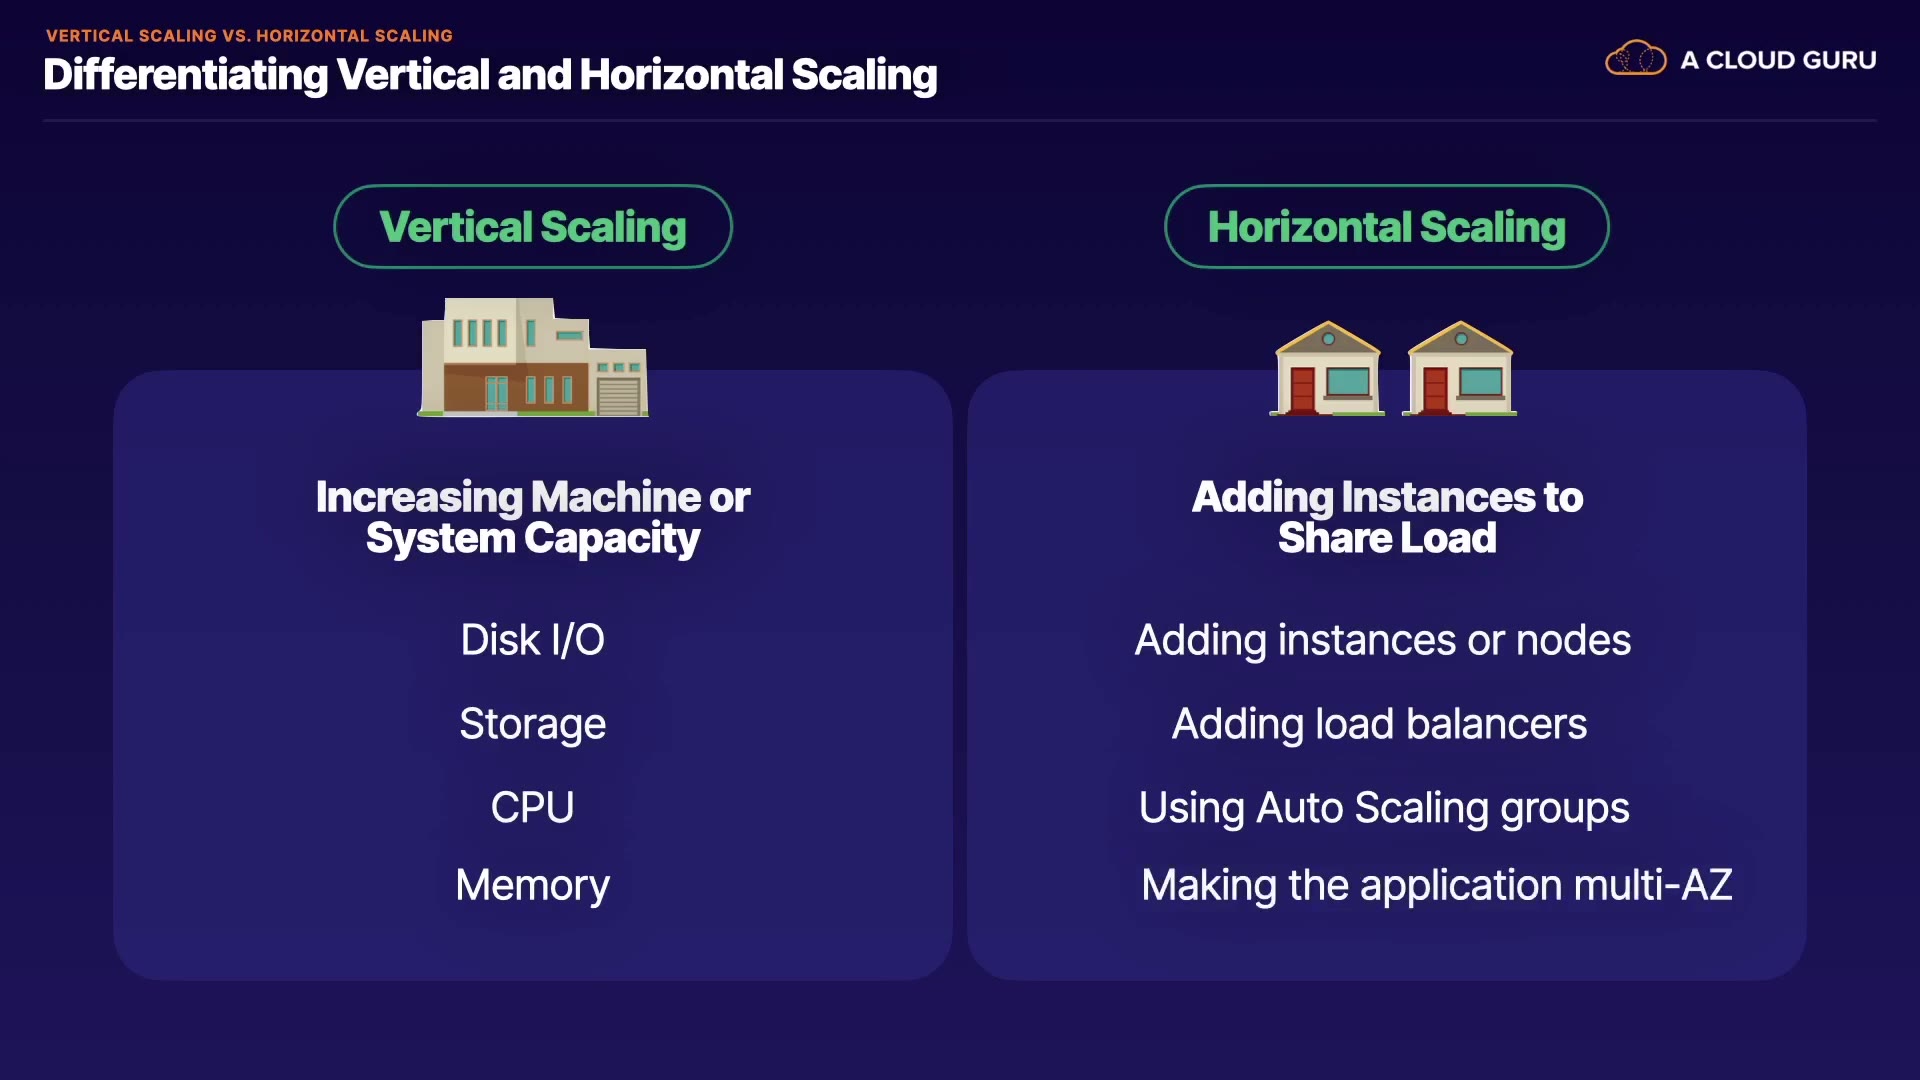 VERTICAL SCALING VS. HORIZONTAL SCALING
Differentiating Vertical and Horizontal Scaling
A CLOUD GURU
Vertical Scaling
Increasing Machine or
System Capacity
Disk I/O
Storage
CPU
Memory
Horizontal Scaling
Adding Instances to
Share Load
Adding instances or nodes
Adding load balancers
Using Auto Scaling groups
Making the application multi-AZ